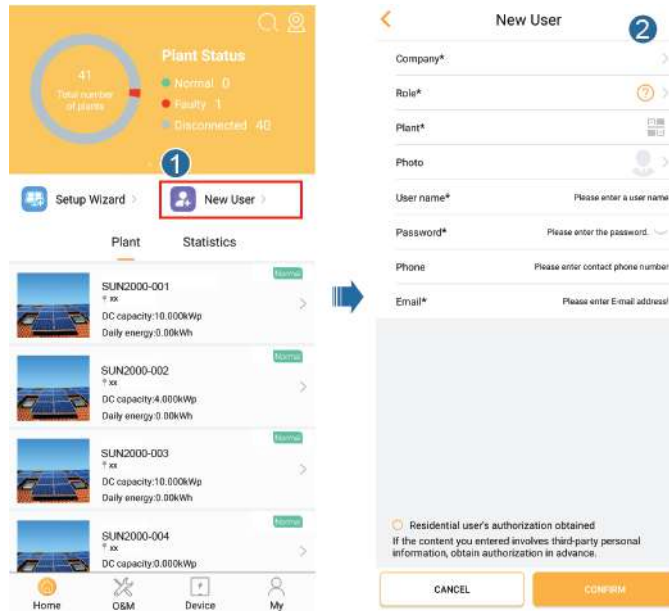 41
Total number
of plants
Plant Status
Normal 0
Faulty 1
Disconnected 40
1
Setup Wizard
New User
Plant
Statistics
Normal
SUN2000-001
xx
DC capacity:10.000kWp
Daily energy:0.00kWh
Normal
SUN2000-002
xx
DC capacity:4.000kWp
Daily energy:0.00kWh
Normal
SUN2000-003
xx
DC capacity:10.000kWp
Daily energy:0.00kWh
Normal
SUN2000-004
xx
DC capacity:0.000kWp
Home
O&M
Device
My
New User
2
Company*
Role*
?
Plant*
Photo
User name* Please enter a user name
Password* Please enter the password.
Phone Please enter contact phone number
Email* Please enter E-mail address!
Residential user's authorization obtained
If the content you entered involves third-party personal
information, obtain authorization in advance.
CANCEL
CONFIRM